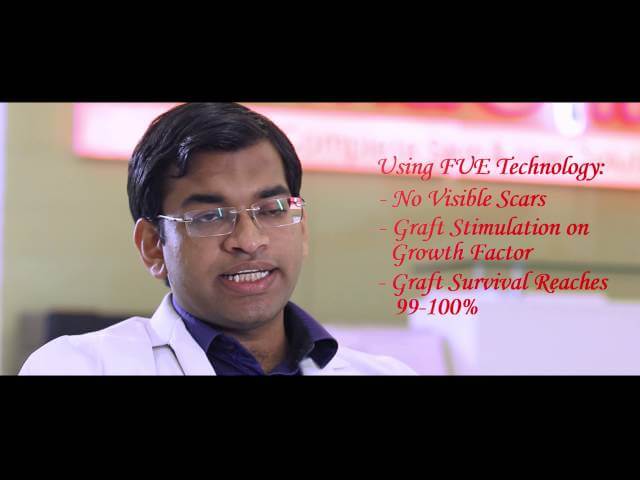 Using FUE Technology:
- No Visible Scars
- Graft Stimulation on
Growth Factor
- Graft Survival Reaches
99-100%